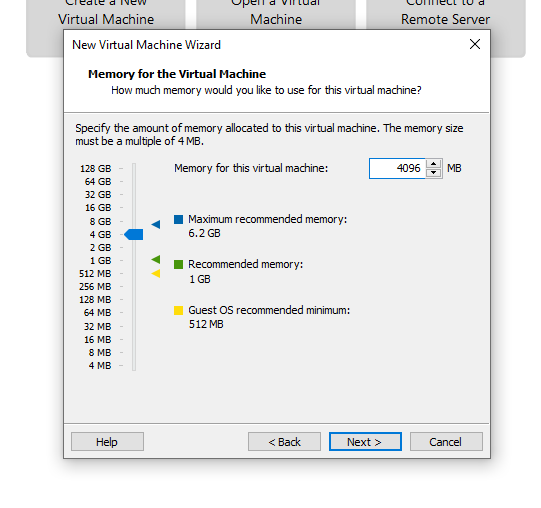 Create a New
Virtual Machine
Open a Virtual
Machine
Connect to a
Remote Server
New Virtual Machine Wizard
Memory for the Virtual Machine
How much memory would you like to use for this virtual machine?
Specify the amount of memory allocated to this virtual machine. The memory size
must be a multiple of 4 MB.
128 GB
64 GB
32 GB
16 GB
8 GB
4 GB
2 GB
1 GB
512 MB
256 MB
128 MB
64 MB
32 MB
16 MB
8 MB
4 MB
Memory for this virtual machine: 4096 MB
Maximum recommended memory:
6.2 GB
Recommended memory:
1 GB
Guest OS recommended minimum:
512 MB
Help
< Back
Next >
Cancel